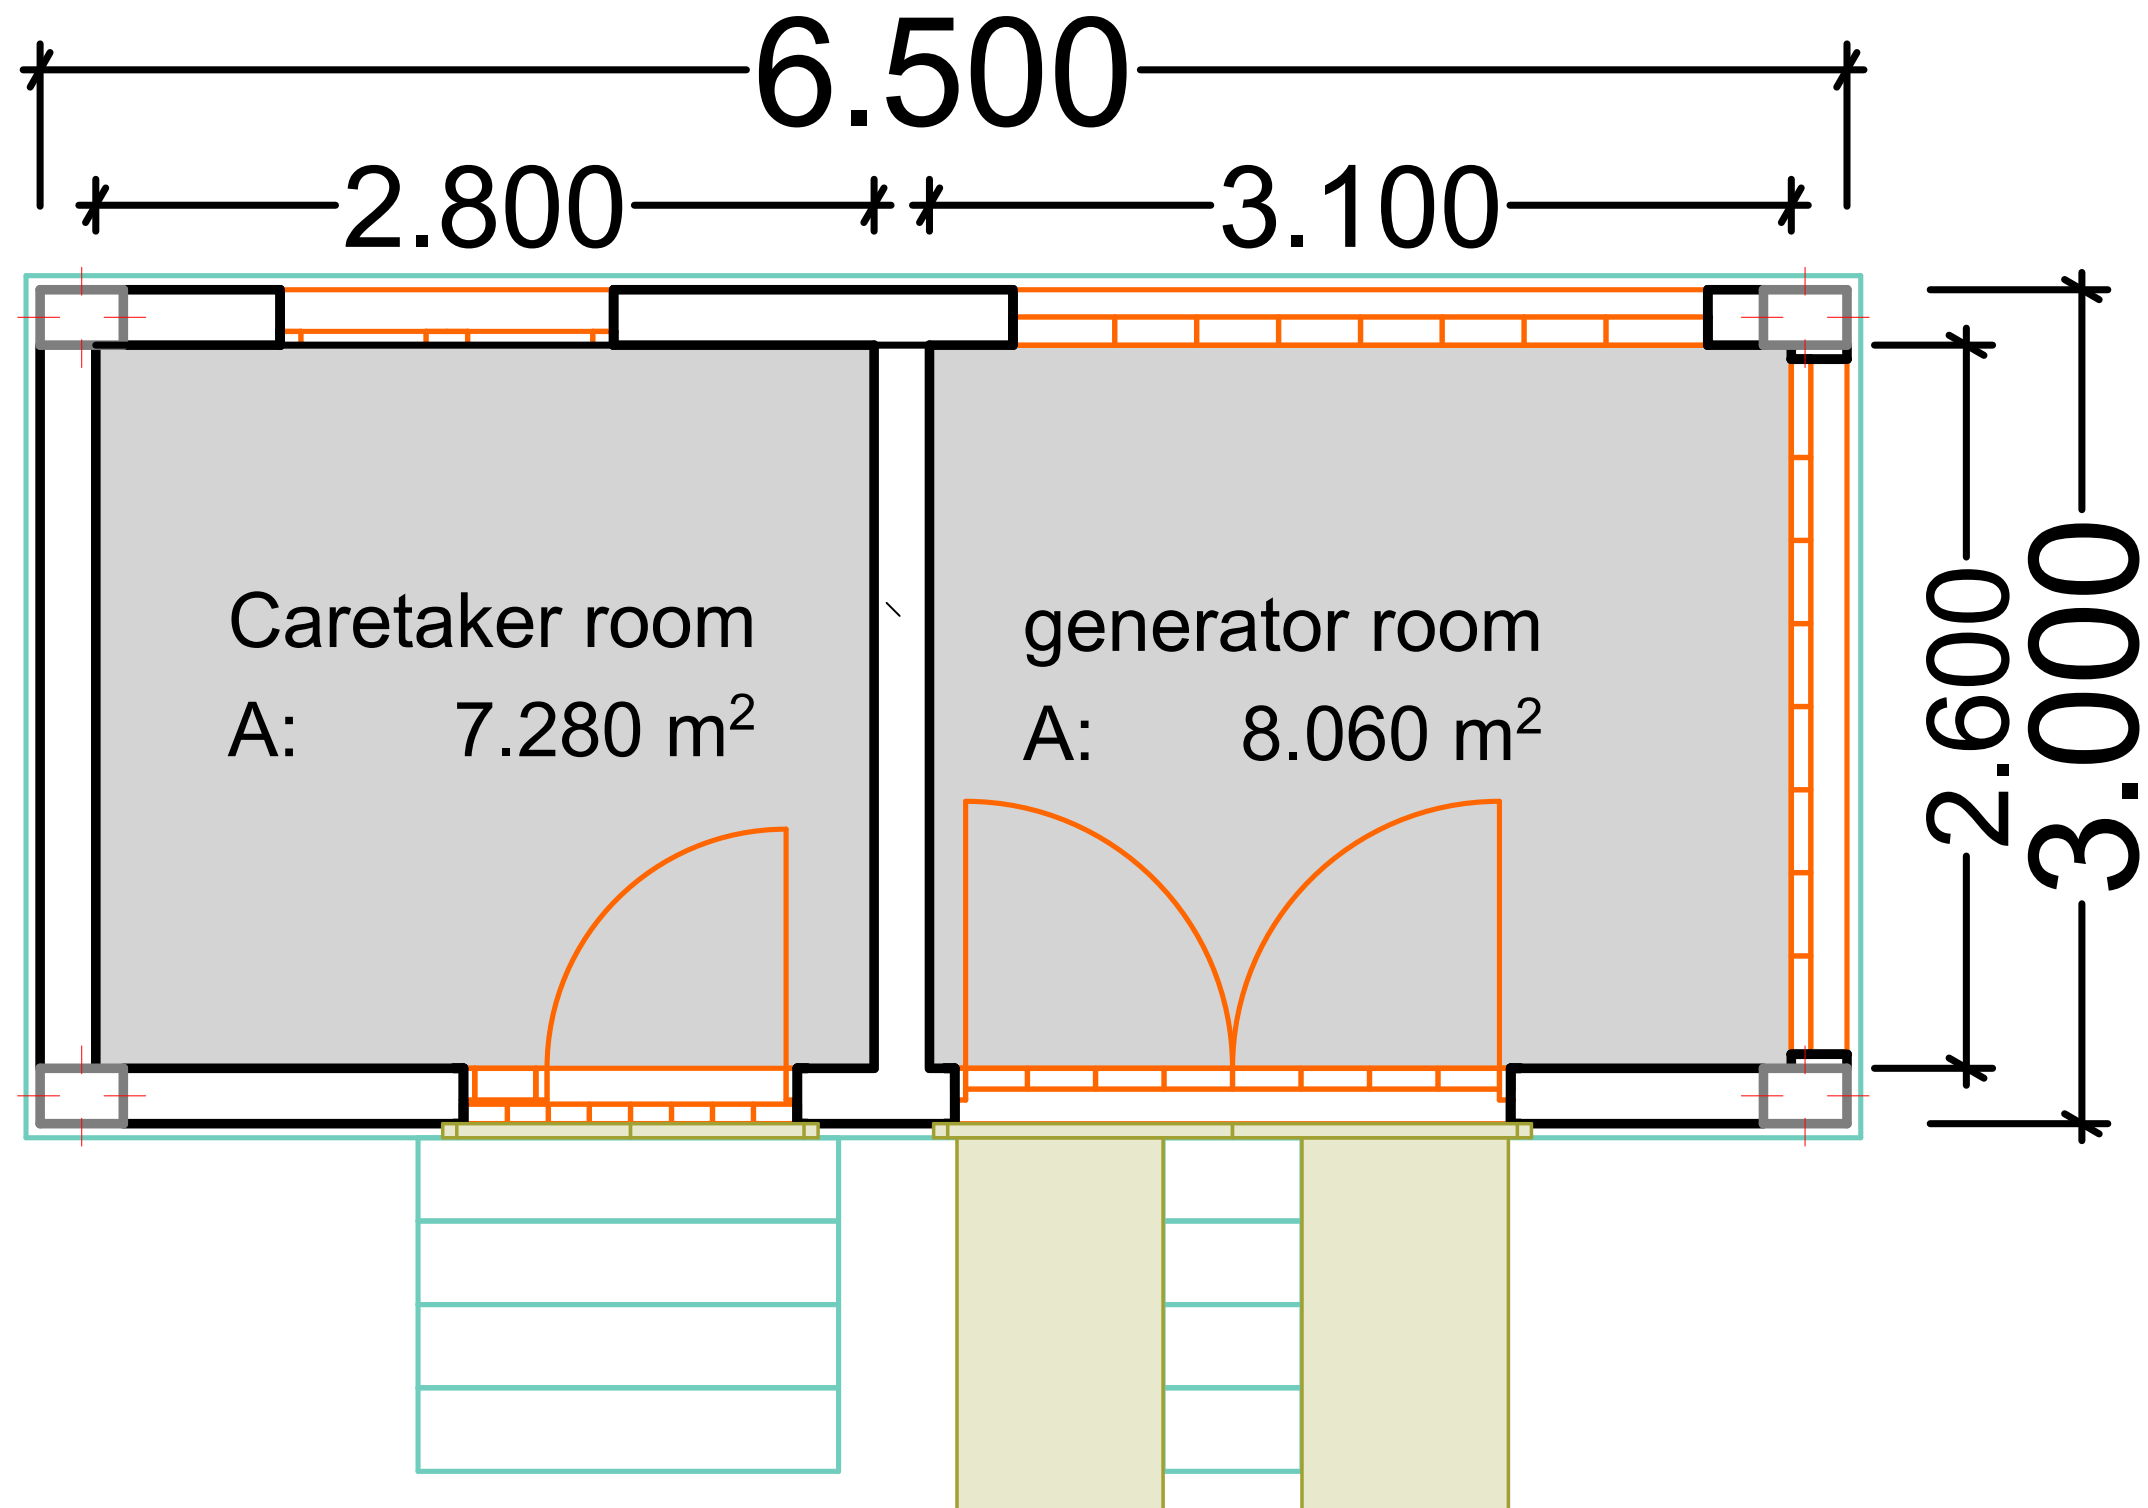 6.500
2.800 3.100
Caretaker room
A: 7.280 m²
generator room
A: 8.060 m²
2.600
3.000